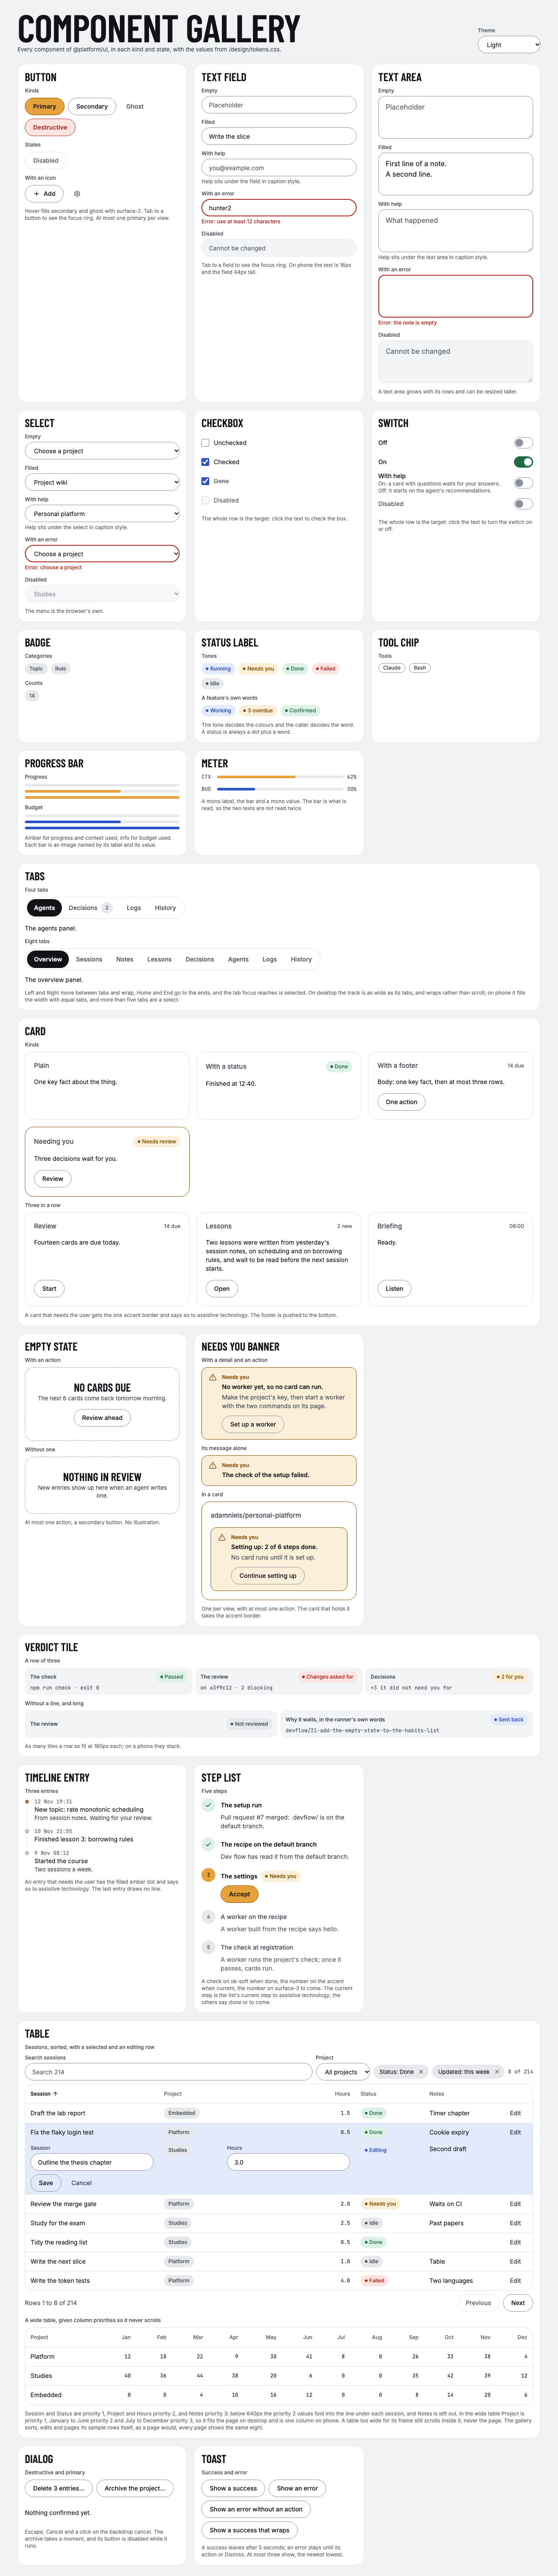 COMPONENT GALLERY
Every component of @platform/ui, in each kind and state, with the values from /design/tokens.css.
Theme
Light
BUTTON
Kinds
Primary
Secondary
Ghost
Destructive
States
Disabled
With an icon
Add
Hover fills secondary and ghost with surface-2. Tab to a
button to see the focus ring. At most one primary per view.
TEXT FIELD
Empty
Placeholder
Filled
Write the slice
With help
you@example.com
Help sits under the field in caption style.
With an error
hunter2
Error: use at least 12 characters
Disabled
Cannot be changed
Tab to a field to see the focus ring. On phone the text is 16px
and the field 44px tall.
TEXT AREA
Empty
Placeholder
Filled
First line of a note.
A second line.
With help
What happened
Help sits under the text area in caption style.
With an error
Error: the note is empty
Disabled
Cannot be changed
A text area grows with its rows and can be resized taller.
SELECT
Empty
Choose a project
Filled
Project wiki
With help
Personal platform
Help sits under the select in caption style.
With an error
Choose a project
Error: choose a project
Disabled
Studies
The menu is the browser's own.
CHECKBOX
Unchecked
Checked
Done
Disabled
The whole row is the target: click the text to check the box.
SWITCH
Off
On
With help
On: a card with questions waits for your answers.
Off: it starts on the agent's recommendations.
Disabled
The whole row is the target: click the text to turn the switch on
or off.
BADGE
Categories
Topic
Rule
Counts
14
STATUS LABEL
Tones
Running
Needs you
Done
Failed
Idle
A feature's own words
Working
3 overdue
Confirmed
The tone decides the colours and the caller decides the word.
A status is always a dot plus a word.
TOOL CHIP
Tools
Claude
Bash
PROGRESS BAR
Progress
Budget
Amber for progress and context used, info for budget used.
Each bar is an image named by its label and its value.
METER
CTX
62%
BUD
30%
A mono label, the bar and a mono value. The bar is what is
read, so the two texts are not read twice.
TABS
Four tabs
Agents
Decisions 2
Logs
History
The agents panel.
Eight tabs
Overview
Sessions
Notes
Lessons
Decisions
Agents
Logs
History
The overview panel.
Left and Right move between tabs and wrap, Home and End go to the ends, and the tab focus reaches is selected. On desktop the track is as wide as its tabs, and wraps rather than scroll; on phone it fills
the width with equal tabs, and more than five tabs are a select.
CARD
Kinds
Plain
One key fact about the thing.
With a status
Done
Finished at 12:40.
With a footer
14 due
Body: one key fact, then at most three rows.
One action
Needing you
Needs review
Three decisions wait for you.
Review
Three in a row
Review
14 due
Fourteen cards are due today.
Start
Lessons
2 new
Two lessons were written from yesterday's
session notes, on scheduling and on borrowing
rules, and wait to be read before the next session
starts.
Open
Briefing
08:00
Ready.
Listen
A card that needs the user gets the one accent border and says so to assistive technology. The footer is pushed to the bottom.
EMPTY STATE
With an action
NO CARDS DUE
The next 6 cards come back tomorrow morning.
Review ahead
Without one
NOTHING IN REVIEW
New entries show up here when an agent writes
one.
At most one action, a secondary button. No illustration.
NEEDS YOU BANNER
With a detail and an action
Needs you
No worker yet, so no card can run.
Make the project's key, then start a worker
with the two commands on its page.
Set up a worker
Its message alone
Needs you
The check of the setup failed.
In a card
adamniels/personal-platform
Needs you
Setting up: 2 of 6 steps done.
No card runs until it is set up.
Continue setting up
One per view, with at most one action. The card that holds it
takes the accent border.
VERDICT TILE
A row of three
The check
Passed
npm run check · exit 0
The review
Changes asked for
on a3f9c12 · 2 blocking
Decisions
2 for you
+3 it did not need you for
Without a line, and long
The review
Not reviewed
Why it waits, in the runner's own words
Sent back
devflow/21-add-the-empty-state-to-the-habits-list
As many tiles a row as fit at 180px each; on a phone they stack.
TIMELINE ENTRY
Three entries
12 Nov 19:31
New topic: rate monotonic scheduling
From session notes. Waiting for your review.
10 Nov 21:05
Finished lesson 3: borrowing rules
9 Nov 08:12
Started the course
Two sessions a week.
An entry that needs the user has the filled amber dot and says
so to assistive technology. The last entry draws no line.
STEP LIST
Five steps
The setup run
Pull request #7 merged: .devflow/ is on the
default branch.
The recipe on the default branch
Dev flow has read it from the default branch.
3
The settings
Needs you
Accept
4
A worker on the recipe
A worker built from the recipe says hello.
5
The check at registration
A worker runs the project's check; once it
passes, cards run.
A check on ok-soft when done, the number on the accent
when current, the number on surface-3 to come. The current
step is the list's current step to assistive technology; the
others say done or to come.
TABLE
Sessions, sorted, with a selected and an editing row
Search sessions
Search 214
Project
All projects
Status: Done ×
Updated: this week ×
8 of 214
Session ↑
Project
Hours
Status
Notes
Draft the lab report
Embedded
1.5
Done
Timer chapter
Edit
Fix the flaky login test
Platform
0.5
Done
Cookie expiry
Edit
Session
Outline the thesis chapter
Studies
Hours
3.0
Editing
Second draft
Save
Cancel
Review the merge gate
Platform
2.0
Needs you
Waits on CI
Edit
Study for the exam
Studies
2.5
Idle
Past papers
Edit
Tidy the reading list
Studies
0.5
Done
Edit
Write the next slice
Platform
1.0
Idle
Table
Edit
Write the token tests
Platform
4.0
Failed
Two languages
Edit
Rows 1 to 8 of 214
Previous
Next
A wide table, given column priorities so it never scrolls
Project Jan Feb Mar Apr May Jun Jul Aug Sep Oct Nov Dec
Platform 12 18 22 9 30 41 8 0 26 33 38 4
Studies 40 36 44 38 20 6 0 0 35 42 39 12
Embedded 0 0 4 10 16 12 0 0 8 14 20 6
Session and Status are priority 1, Project and Hours priority 2, and Notes priority 3: below 640px the priority 2 values fold into the line under each session, and Notes is left out. In the wide table Project is
priority 1, January to June priority 2 and July to December priority 3, so it fits the page on desktop and is one column on phone. A table too wide for its frame still scrolls inside it, never the page. The gallery
sorts, edits and pages its sample rows itself, as a page would; every page shows the same eight.
DIALOG
Destructive and primary
Delete 3 entries...
Archive the project...
Nothing confirmed yet.
Escape, Cancel and a click on the backdrop cancel. The
archive takes a moment, and its button is disabled while it
runs.
TOAST
Success and error
Show a success
Show an error
Show an error without an action
Show a success that wraps
A success leaves after 5 seconds; an error stays until its
action or Dismiss. At most three show, the newest lowest.